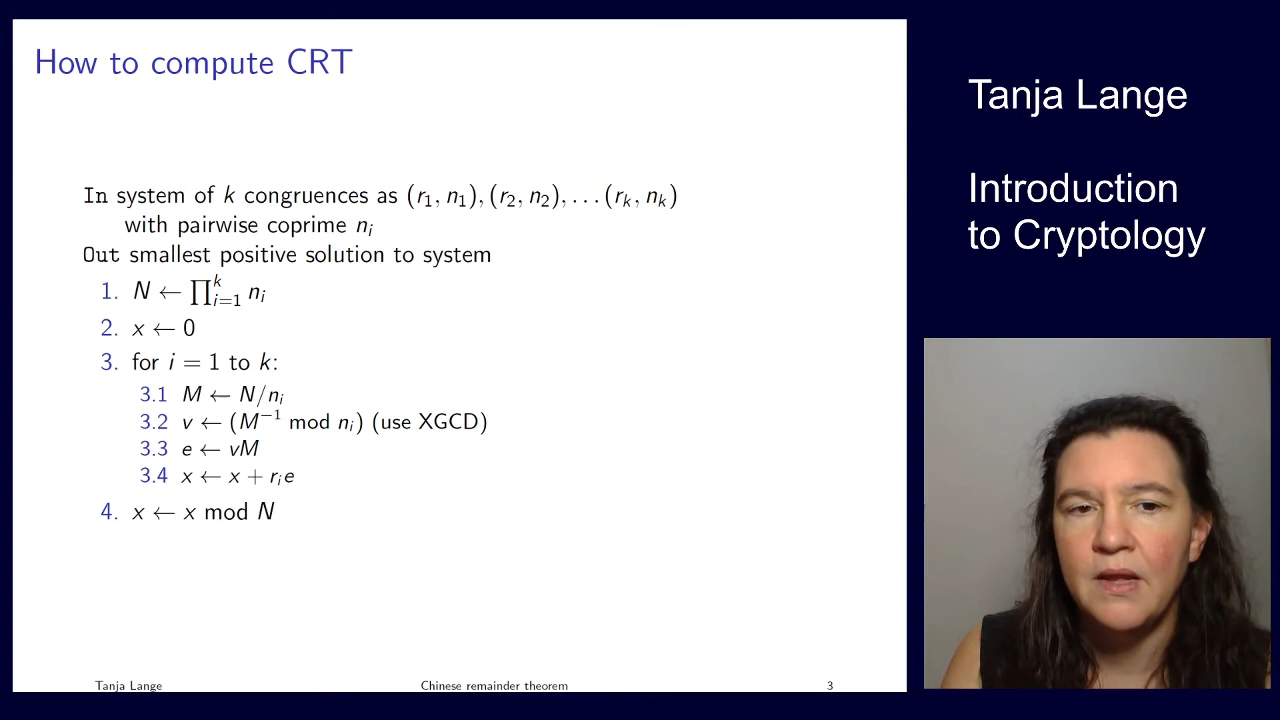 How to compute CRT
In system of k congruences as (r₁, n₁), (r₂, n₂), . . . (rₖ, nₖ)
with pairwise coprime nᵢ
Out smallest positive solution to system
1. N ← ∏ᵏᵢ₌₁ nᵢ
2. x ← 0
3. for i = 1 to k:
3.1 M ← N/nᵢ
3.2 v ← (M⁻¹ mod nᵢ) (use XGCD)
3.3 e ← vM
3.4 x ← x + rᵢe
4. x ← x mod N
Tanja Lange Chinese remainder theorem 3
Tanja Lange
Introduction
to Cryptology